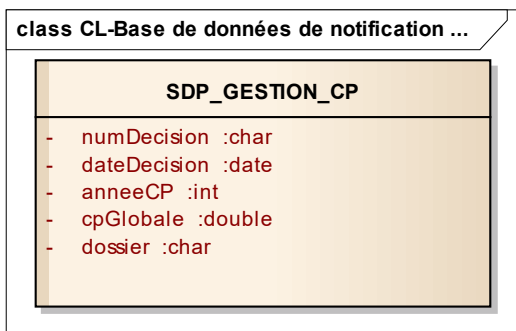 class CL-Base de données de notification ...
SDP_GESTION_CP
- numDecision :char
- dateDecision :date
- anneeCP :int
- cpGlobale :double
- dossier :char